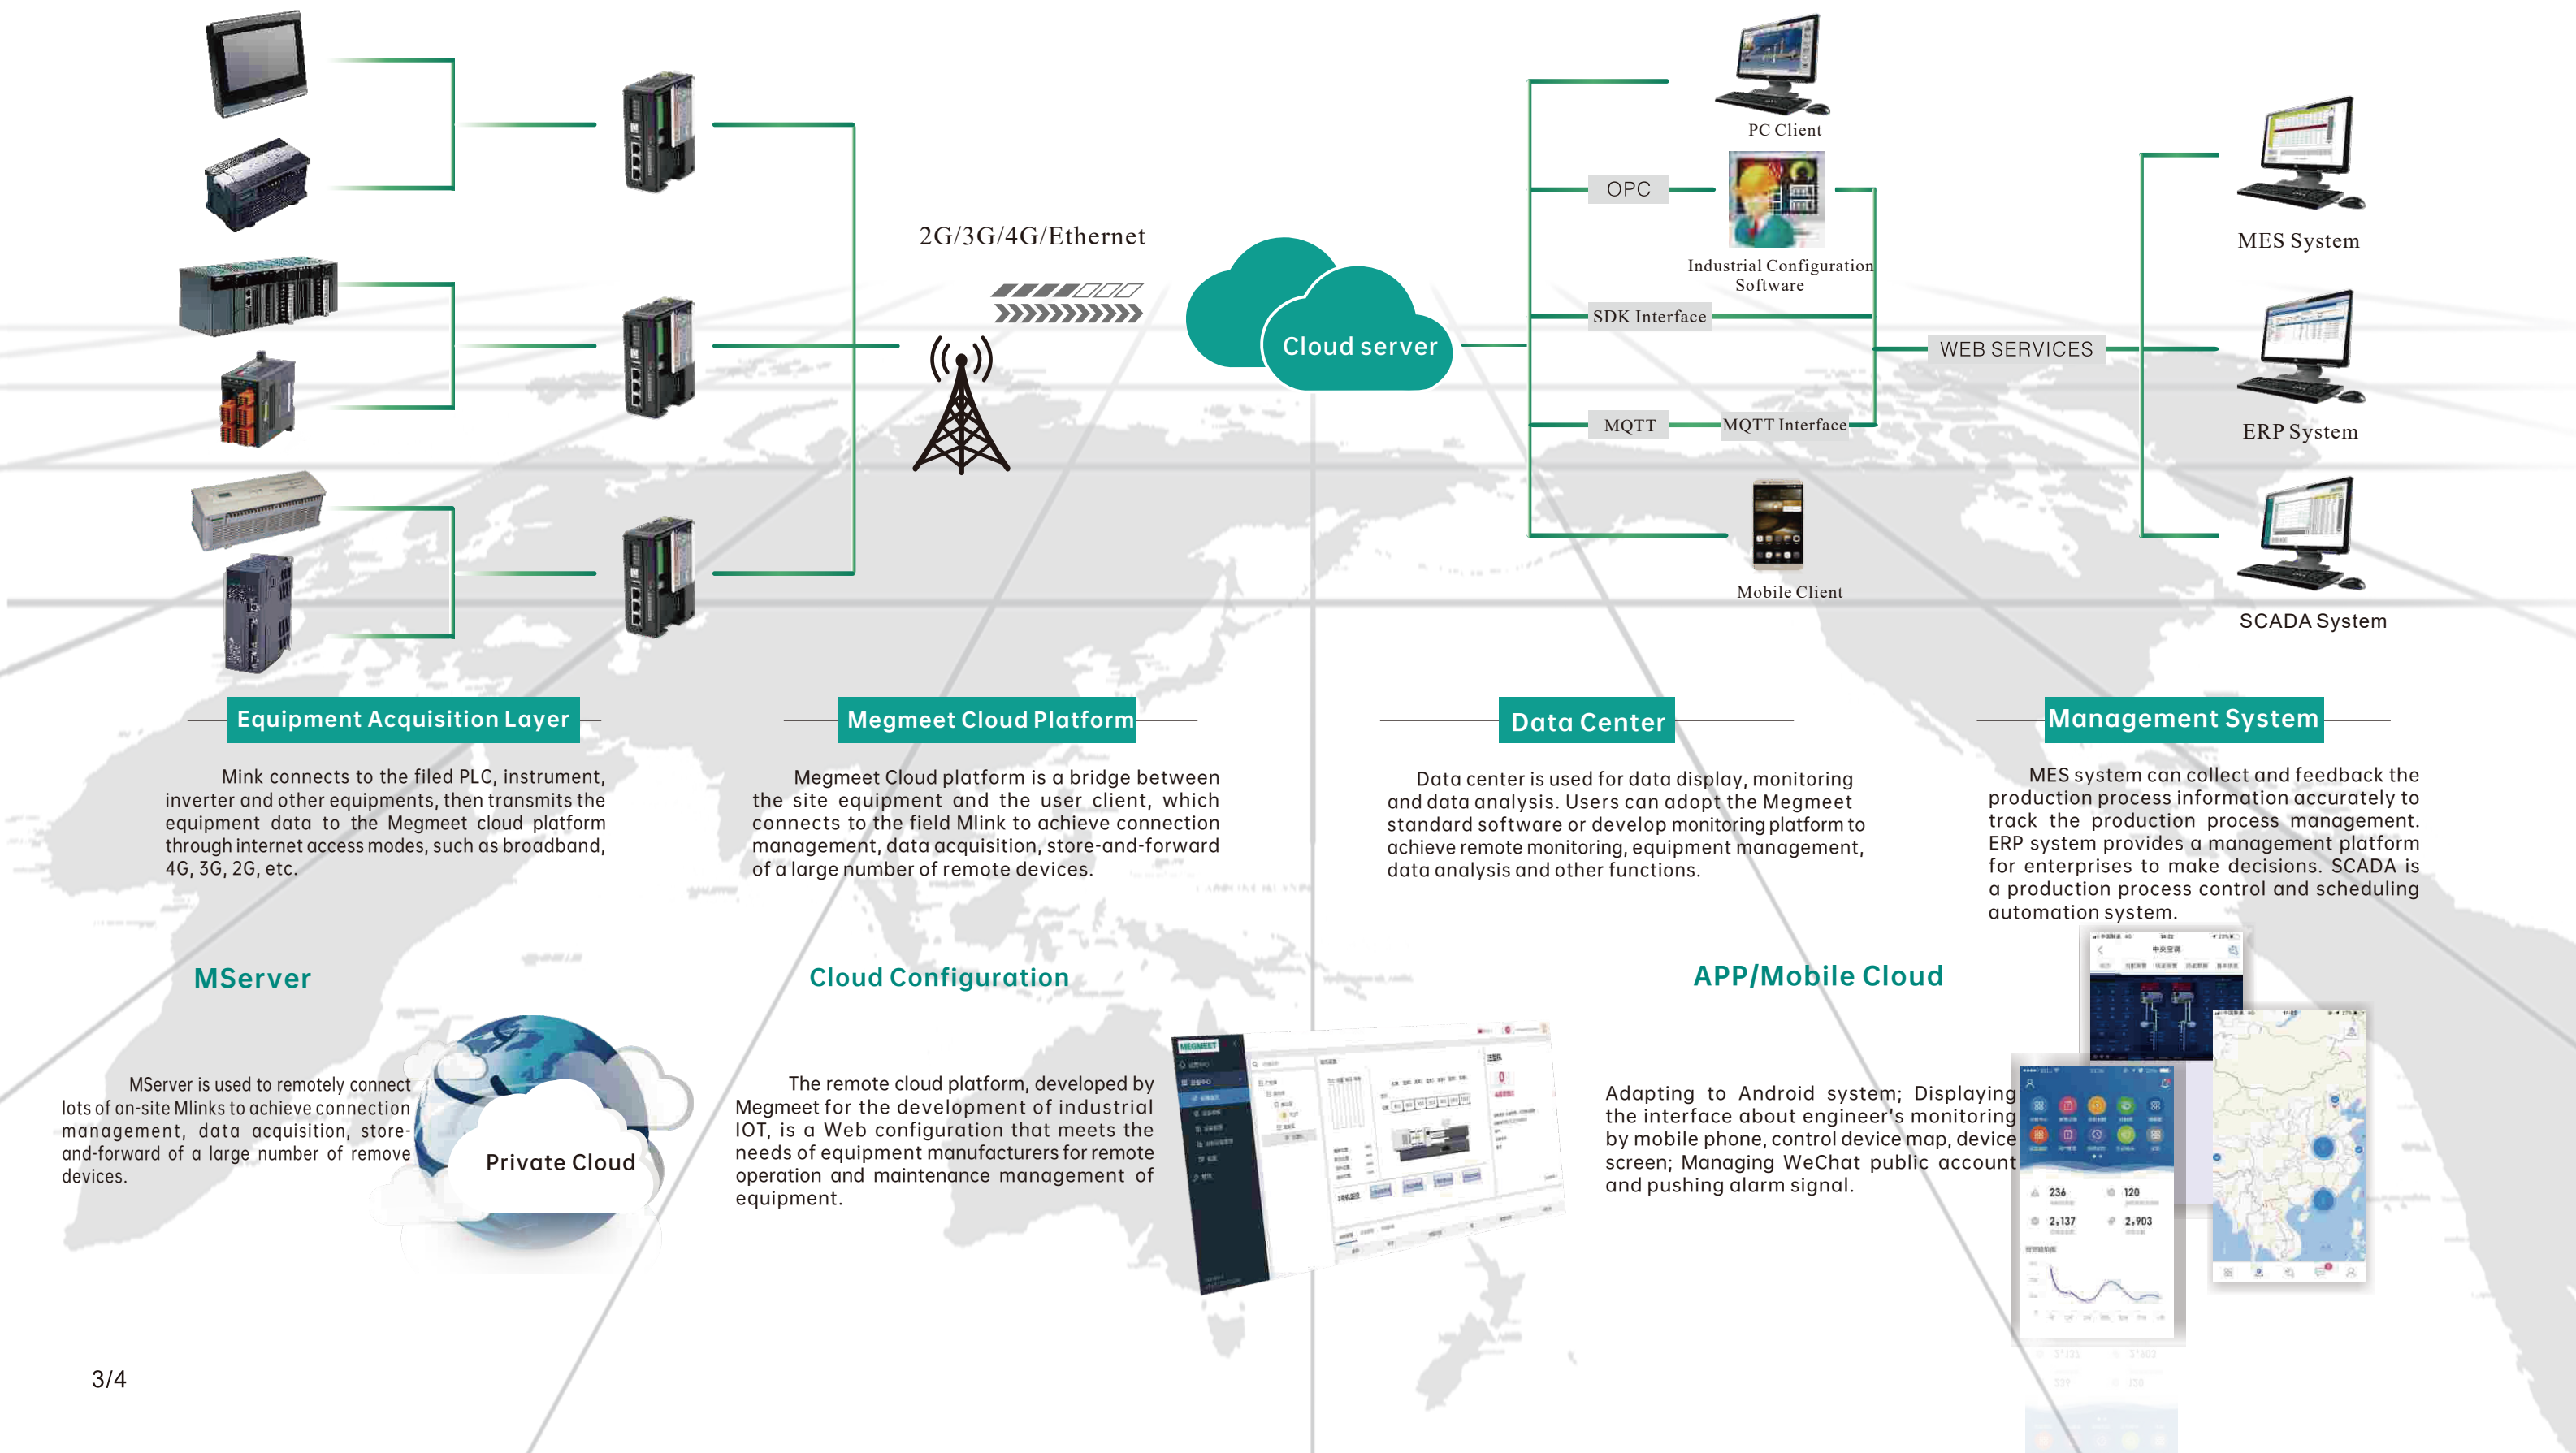 2G/3G/4G/Ethernet
Cloud server
PC Client
OPC
Industrial Configuration
Software
SDK Interface
MQTT
MQTT Interface
Mobile Client
WEB SERVICES
MES System
ERP System
SCADA System
Equipment Acquisition Layer
Mink connects to the filed PLC, instrument,
inverter and other equipments, then transmits the
equipment data to the Megmeet cloud platform
through internet access modes, such as broadband,
4G, 3G, 2G, etc.
Megmeet Cloud Platform
Megmeet Cloud platform is a bridge between
the site equipment and the user client, which
connects to the field Mlink to achieve connection
management, data acquisition, store-and-forward
of a large number of remote devices.
Data Center
Data center is used for data display, monitoring
and data analysis. Users can adopt the Megmeet
standard software or develop monitoring platform to
achieve remote monitoring, equipment management,
data analysis and other functions.
Management System
MES system can collect and feedback the
production process information accurately to
track the production process management.
ERP system provides a management platform
for enterprises to make decisions. SCADA is
a production process control and scheduling
automation system.
MServer
MServer is used to remotely connect
lots of on-site Mlinks to achieve connection
management, data acquisition, store-
and-forward of a large number of remove
devices.
Private Cloud
Cloud Configuration
The remote cloud platform, developed by
Megmeet for the development of industrial
IOT, is a Web configuration that meets the
needs of equipment manufacturers for remote
operation and maintenance management of
equipment.
MEGMEET
APP/Mobile Cloud
Adapting to Android system; Displaying
the interface about engineer's monitoring
by mobile phone, control device map, device
screen; Managing WeChat public account
and pushing alarm signal.
中央空调
236
120
2,137
2,903
3/4